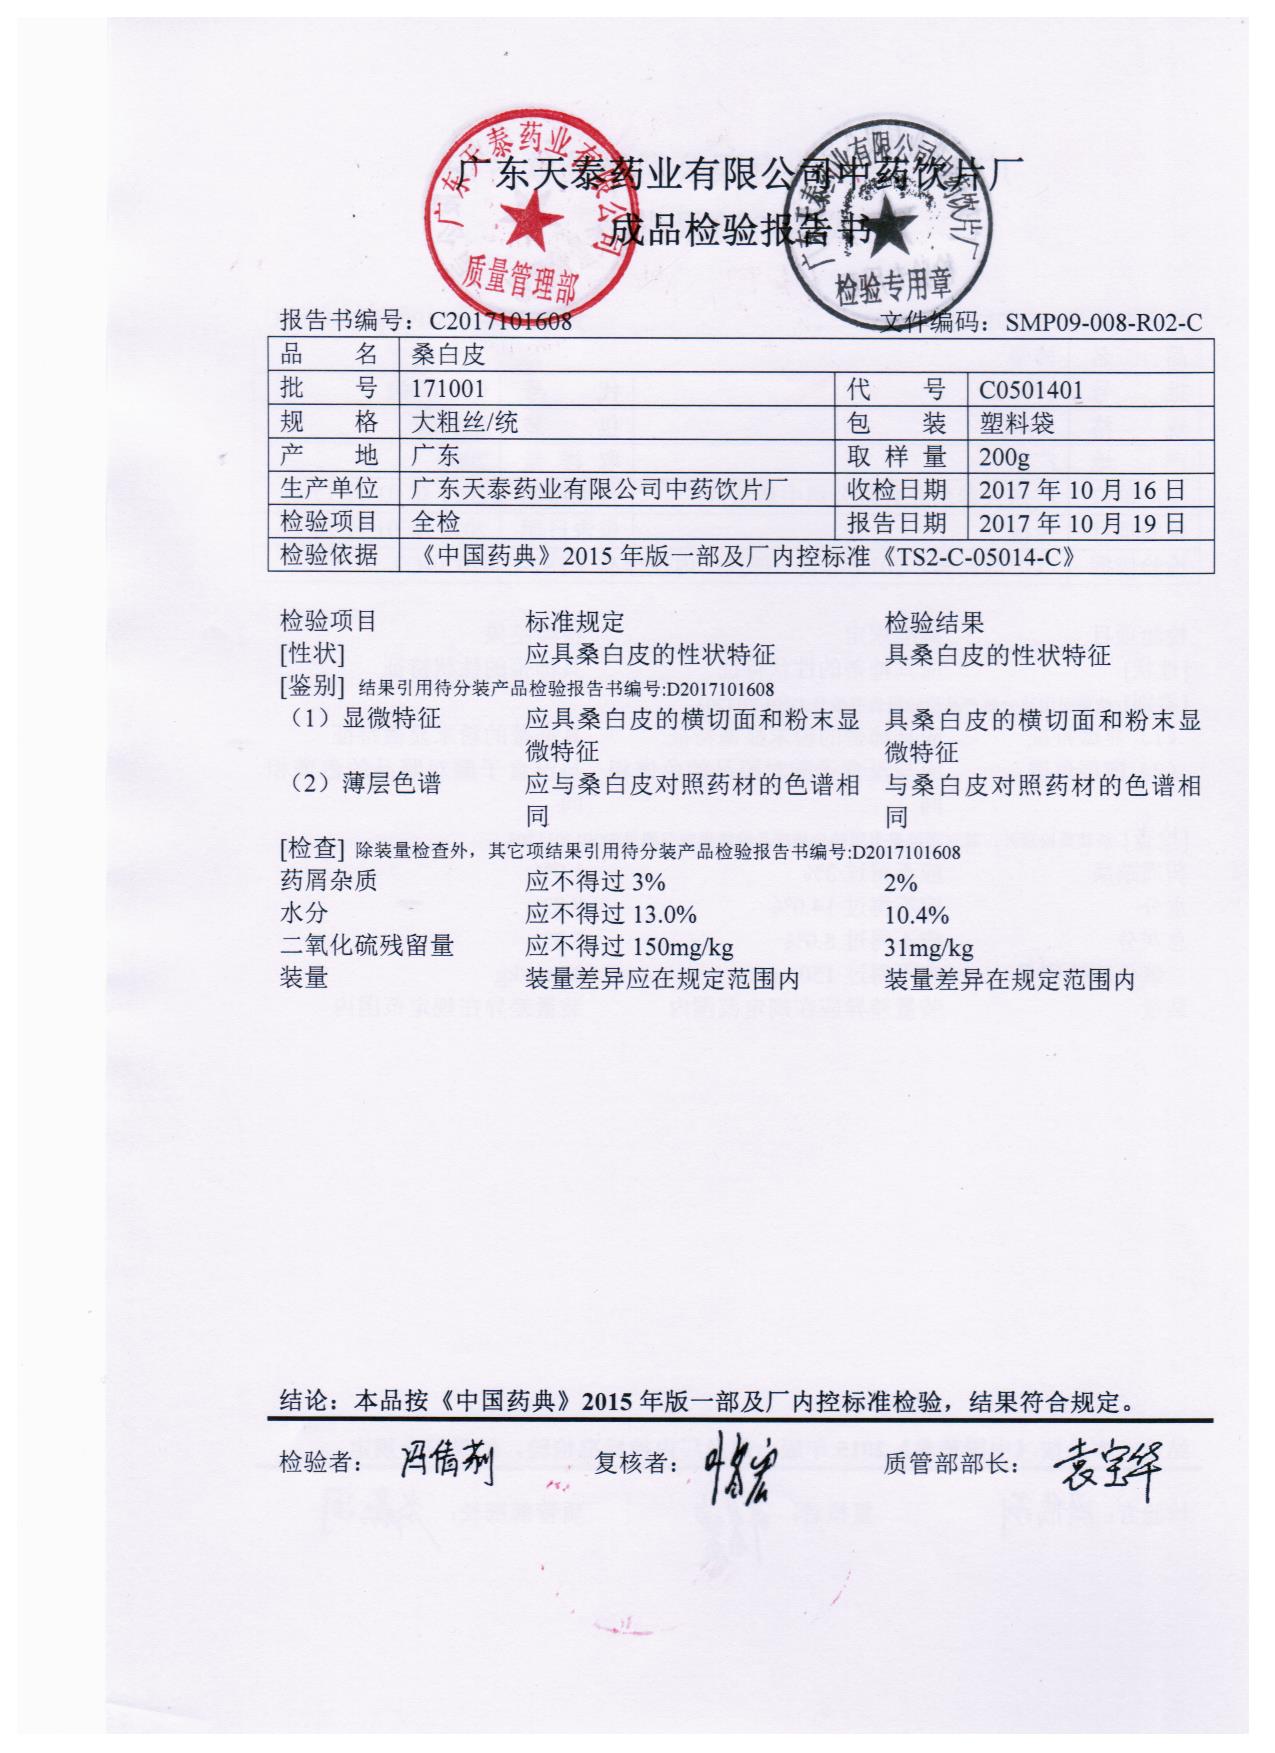 广东天泰药业有限公司中药饮片厂
成品检验报告书
广东天泰药业有限公司
质量管理部
广东天泰药业有限公司中药饮片厂
检验专用章
报告书编号：C2017101608 文件编码：SMP09-008-R02-C
品 名 桑白皮
批 号 171001 代 号 C0501401
规 格 大粗丝/统 包 装 塑料袋
产 地 广东 取 样 量 200g
生产单位 广东天泰药业有限公司中药饮片厂 收检日期 2017 年 10 月 16 日
检验项目 全检 报告日期 2017 年 10 月 19 日
检验依据 《中国药典》2015 年版一部及厂内控标准《TS2-C-05014-C》
检验项目 标准规定 检验结果
[性状] 应具桑白皮的性状特征 具桑白皮的性状特征
[鉴别] 结果引用待分装产品检验报告书编号:D2017101608
（1）显微特征 应具桑白皮的横切面和粉末显 具桑白皮的横切面和粉末显
微特征 微特征
（2）薄层色谱 应与桑白皮对照药材的色谱相 与桑白皮对照药材的色谱相
同 同
[检查] 除装量检查外，其它项结果引用待分装产品检验报告书编号:D2017101608
药屑杂质 应不得过 3% 2%
水分 应不得过 13.0% 10.4%
二氧化硫残留量 应不得过 150mg/kg 31mg/kg
装量 装量差异应在规定范围内 装量差异在规定范围内
结论：本品按《中国药典》2015 年版一部及厂内控标准检验，结果符合规定。
检验者： 复核者： 质管部部长： 袁宝华